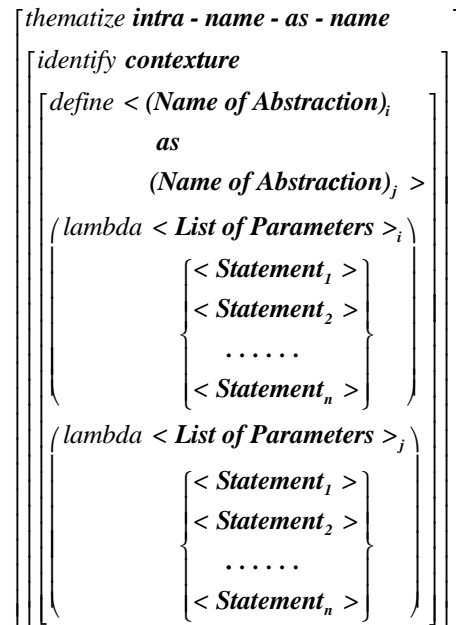 thematize intra - name - as - name
identify contexture
define < (Name of Abstraction)i
as
(Name of Abstraction)j >
(lambda < List of Parameters >i)
{< Statement1 >
< Statement2 >
. . . . . .
< Statementn >}
(lambda < List of Parameters >j)
{< Statement1 >
< Statement2 >
. . . . . .
< Statementn >}